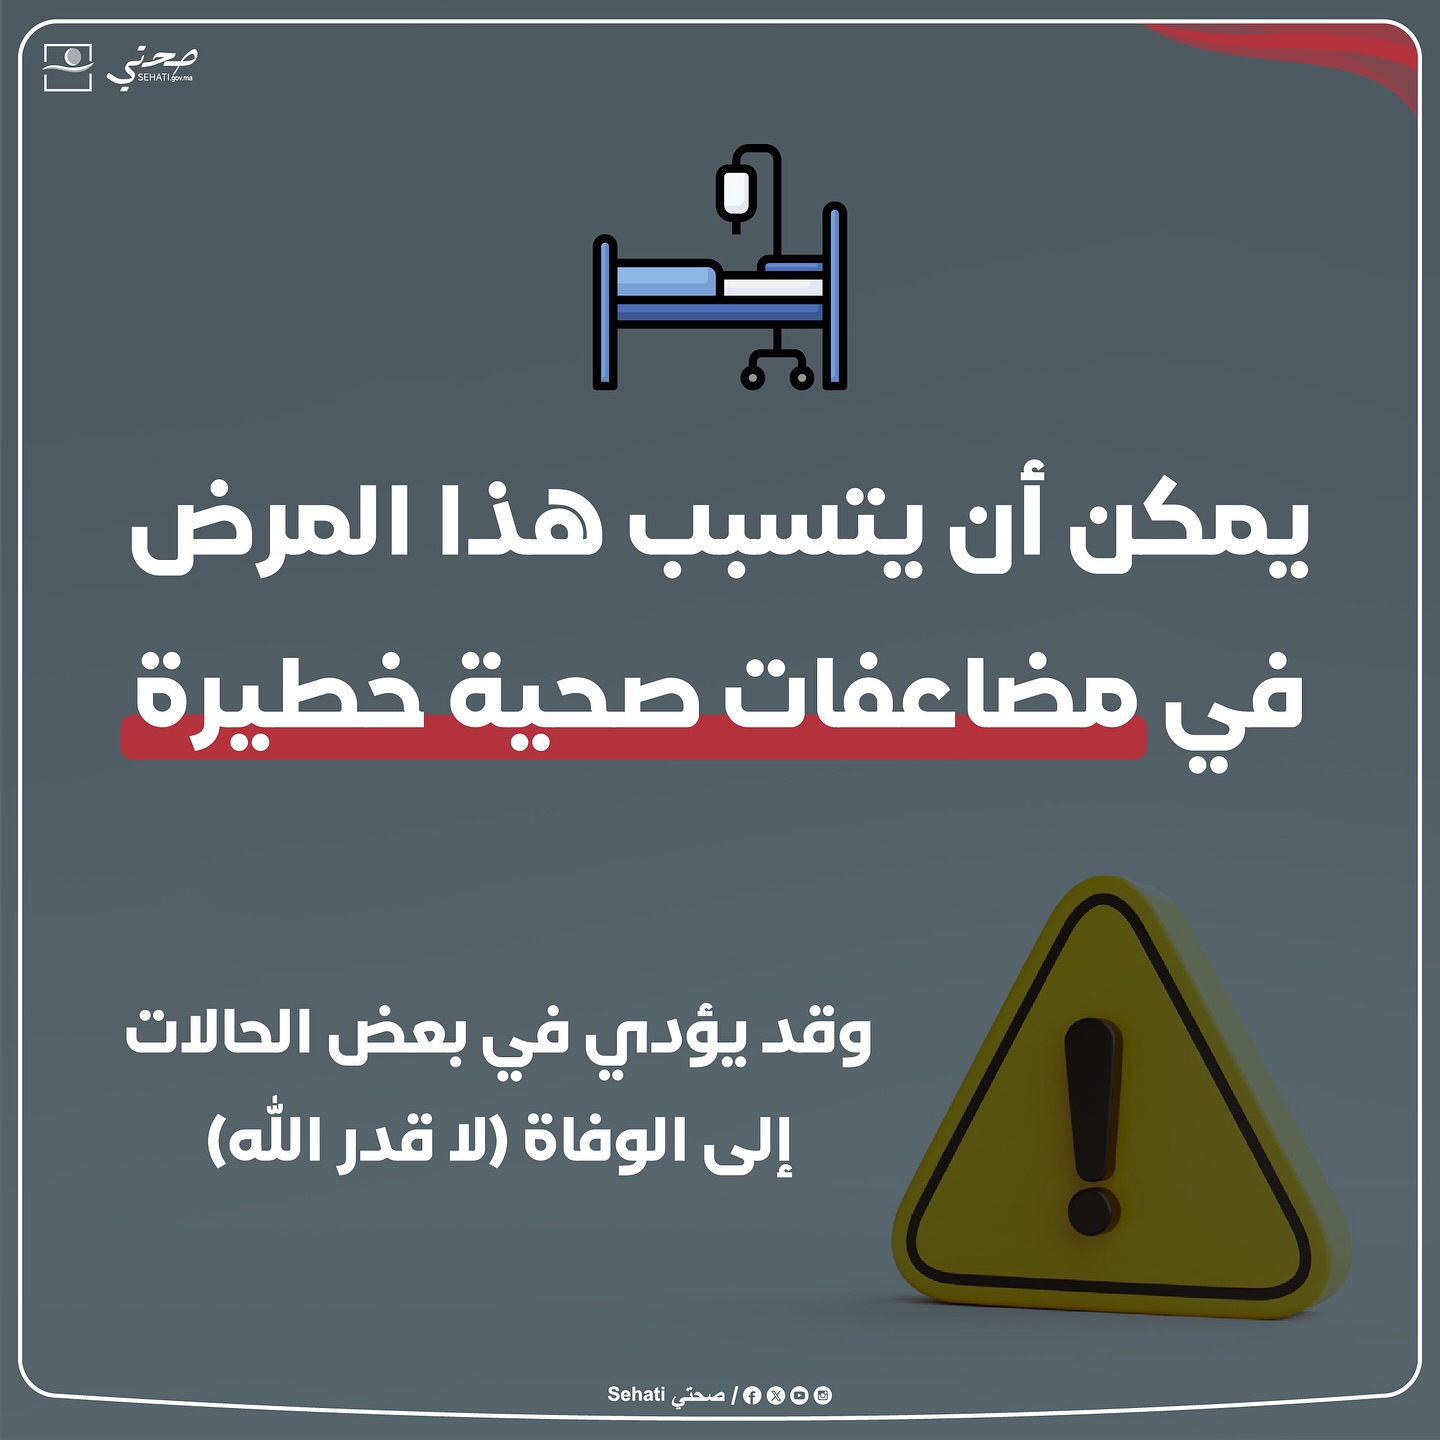 صحتي
SEHATI.gov.ma
يمكن أن يتسبب هذا المرض
في مضاعفات صحية خطيرة
وقد يؤدي في بعض الحالات
إلى الوفاة (لا قدر الله)
Sehati صحتي /